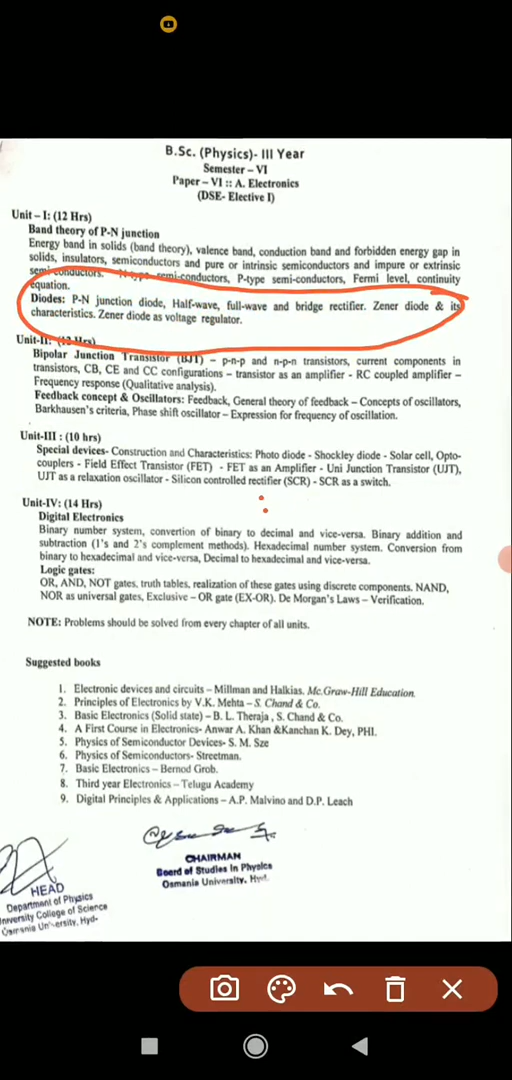 B.Sc. (Physics)- III Year
Semester – VI
Paper – VI :: A. Electronics
(DSE- Elective I)
Unit – I: (12 Hrs)
Band theory of P-N junction
Energy band in solids (band theory), valence band, conduction band and forbidden energy gap in
solids, insulators, semiconductors and pure or intrinsic semiconductors and impure or extrinsic
semi-conductors. N-type semi-conductors, P-type semi-conductors, Fermi level, continuity
equation.
Diodes: P-N junction diode, Half-wave, full-wave and bridge rectifier. Zener diode & its
characteristics. Zener diode as voltage regulator.
Unit-II: (12 Hrs)
Bipolar Junction Transistor (BJT) – p-n-p and n-p-n transistors, current components in
transistors, CB, CE and CC configurations – transistor as an amplifier - RC coupled amplifier –
Frequency response (Qualitative analysis).
Feedback concept & Oscillators: Feedback, General theory of feedback – Concepts of oscillators,
Barkhausen's criteria, Phase shift oscillator – Expression for frequency of oscillation.
Unit-III : (10 hrs)
Special devices- Construction and Characteristics: Photo diode - Shockley diode - Solar cell, Opto-
couplers - Field Effect Transistor (FET) - FET as an Amplifier - Uni Junction Transistor (UJT),
UJT as a relaxation oscillator - Silicon controlled rectifier (SCR) - SCR as a switch.
Unit-IV: (14 Hrs)
Digital Electronics
Binary number system, convertion of binary to decimal and vice-versa. Binary addition and
subtraction (1's and 2's complement methods). Hexadecimal number system. Conversion from
binary to hexadecimal and vice-versa, Decimal to hexadecimal and vice-versa.
Logic gates:
OR, AND, NOT gates, truth tables, realization of these gates using discrete components. NAND,
NOR as universal gates, Exclusive – OR gate (EX-OR). De Morgan's Laws – Verification.
NOTE: Problems should be solved from every chapter of all units.
Suggested books
1. Electronic devices and circuits – Millman and Halkias. Mc.Graw-Hill Education.
2. Principles of Electronics by V.K. Mehta – S. Chand & Co.
3. Basic Electronics (Solid state) – B. L. Theraja , S. Chand & Co.
4. A First Course in Electronics- Anwar A. Khan &Kanchan K. Dey, PHI.
5. Physics of Semiconductor Devices- S. M. Sze
6. Physics of Semiconductors- Streetman.
7. Basic Electronics – Bernod Grob.
8. Third year Electronics – Telugu Academy
9. Digital Principles & Applications – A.P. Malvino and D.P. Leach
CHAIRMAN
Board of Studies in Physics
Osmania University, Hyd.
HEAD
Department of Physics
University College of Science
Osmania University, Hyd-